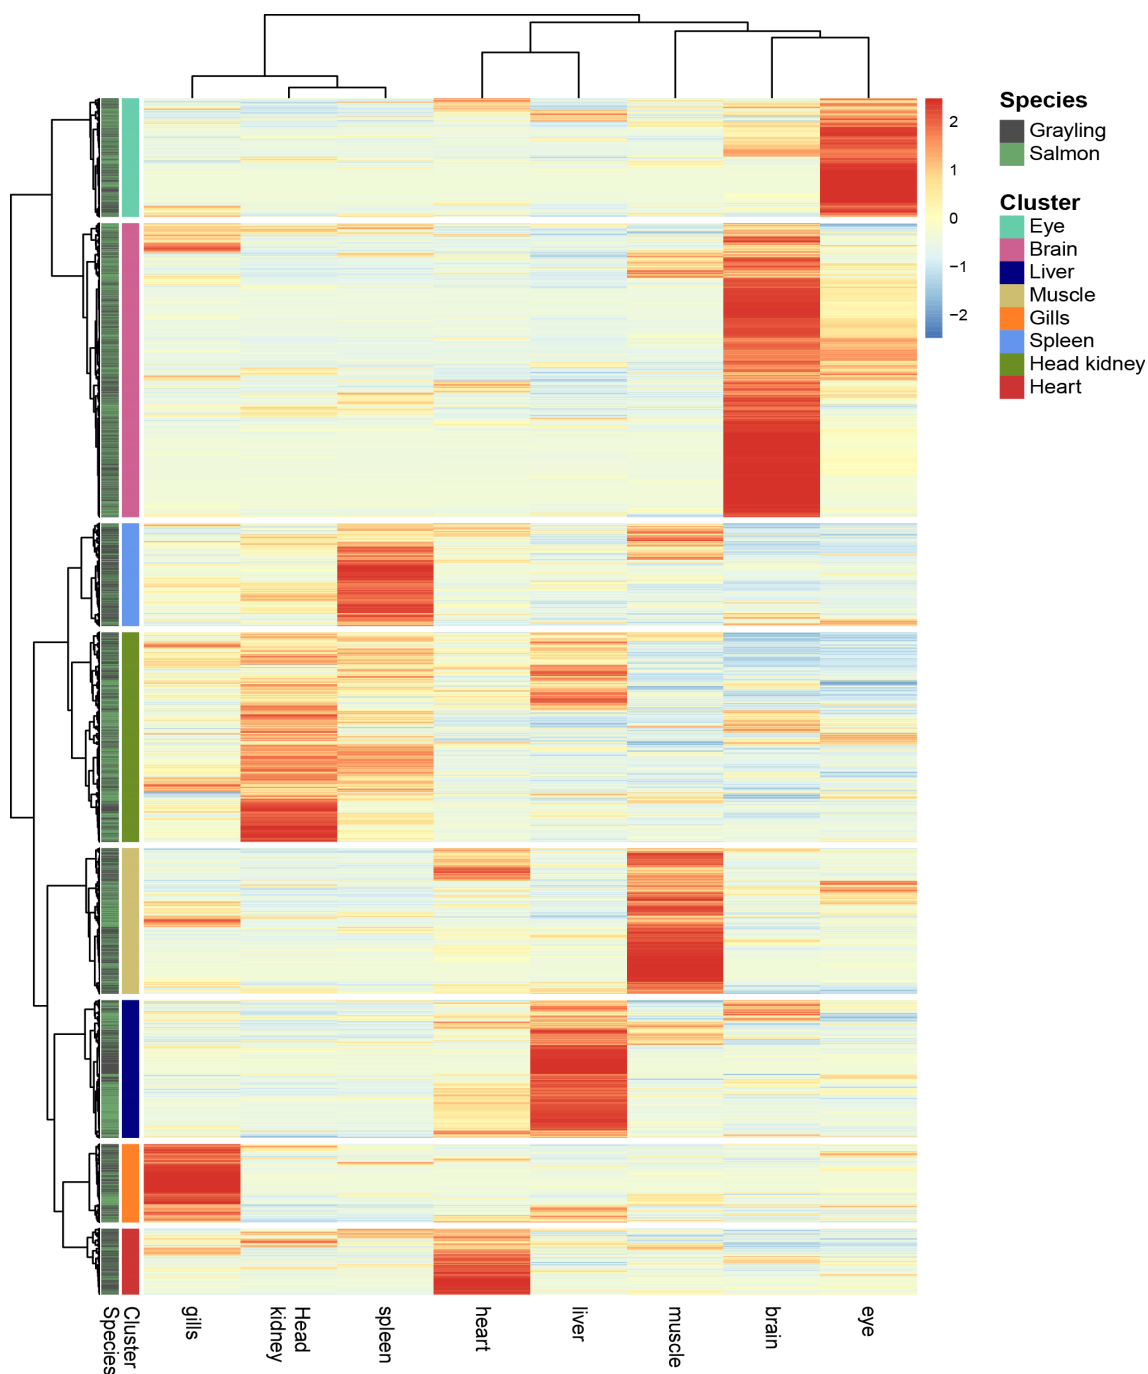 Species
Grayling
Salmon
Cluster
Eye
Brain
Liver
Muscle
Gills
Spleen
Head kidney
Heart
2
1
0
−1
−2
Species
Cluster
gills
Head
kidney
spleen
heart
liver
muscle
brain
eye